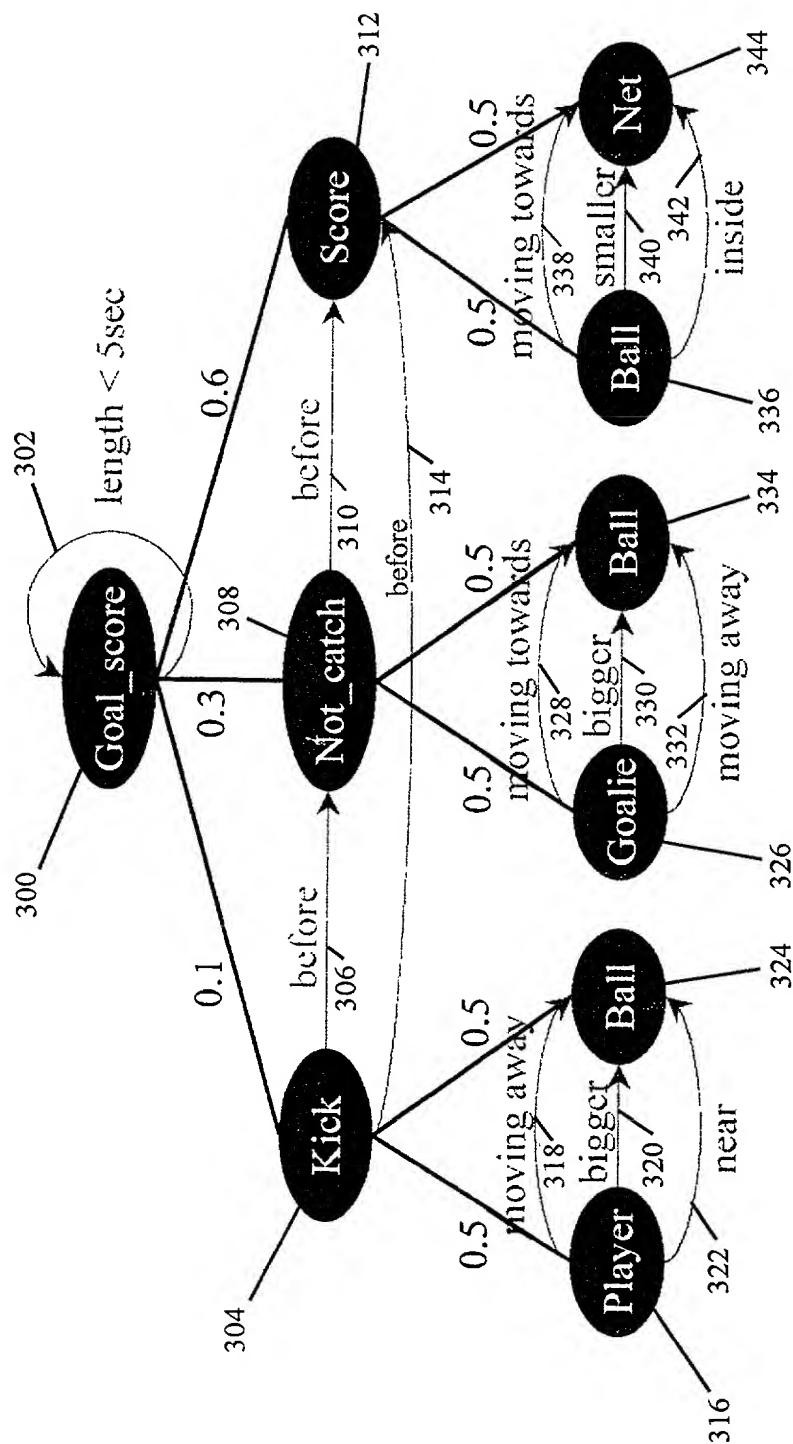 302
length < 5sec
300
Goal_score
0.1
0.3
0.6
308
304
Kick
before
306
Not_catch
before
310
Score
312
before
314
0.5
0.5
0.5
0.5
0.5
0.5
moving away
318
bigger
320
near
322
Player
316
Ball
324
moving towards
328
bigger
330
332
moving away
Goalie
326
Ball
334
moving towards
338
smaller
340
342
inside
Ball
336
Net
344